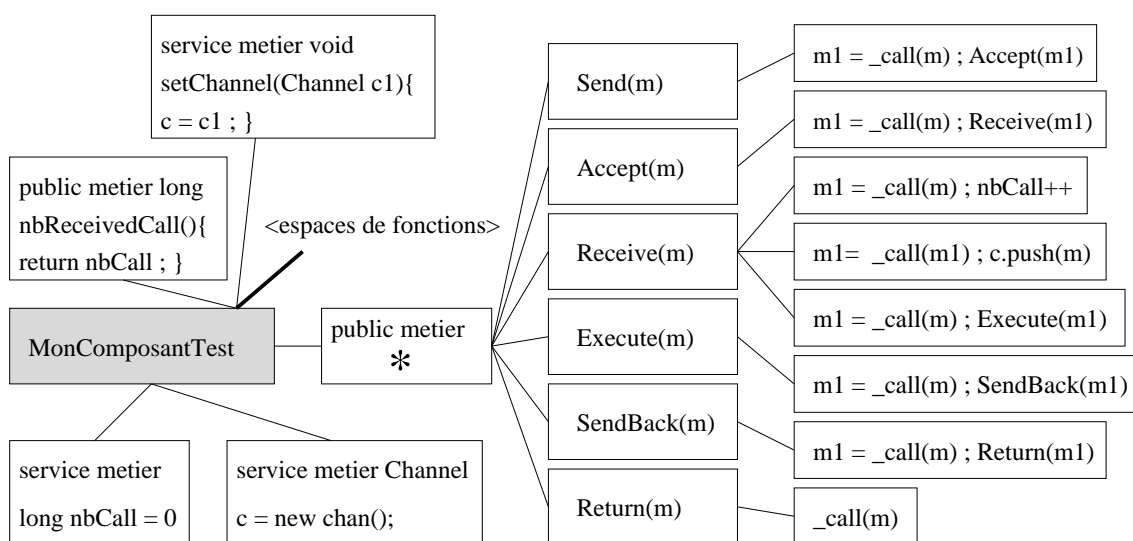 service metier void
setChannel(Channel c1){
c = c1 ; }
public metier long
nbReceivedCall(){
return nbCall ; }
<espaces de fonctions>
MonComposantTest
public metier
*
service metier
long nbCall = 0
service metier Channel
c = new chan();
Send(m)
Accept(m)
Receive(m)
Execute(m)
SendBack(m)
Return(m)
m1 = _call(m) ; Accept(m1)
m1 = _call(m) ; Receive(m1)
m1 = _call(m) ; nbCall++
m1= _call(m1) ; c.push(m)
m1 = _call(m) ; Execute(m1)
m1 = _call(m) ; SendBack(m1)
m1 = _call(m) ; Return(m1)
_call(m)